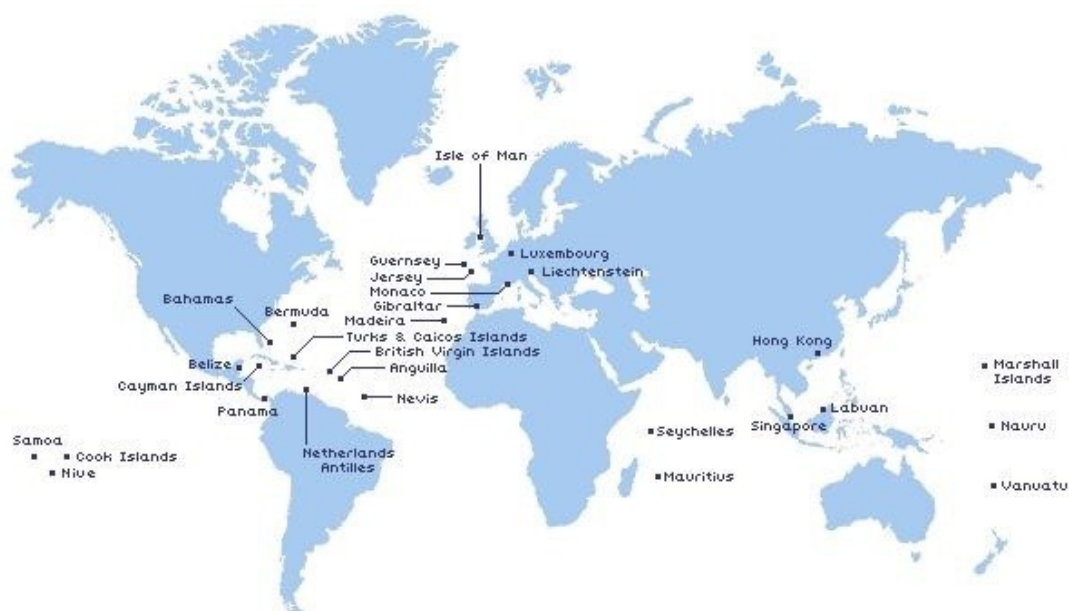 Isle of Man
Guernsey
Luxembourg
Jersey
Liechtenstein
Monaco
Bahamas
Gibraltar
Bermuda
Madeira
Turks & Caicos Islands
Hong Kong
British Virgin Islands
Belize
Anguilla
Marshall
Islands
Cayman Islands
Nevis
Panama
Labuan
Singapore
Nauru
Seychelles
Samoa
Cook Islands
Netherlands
Antilles
Niue
Mauritius
Vanuatu